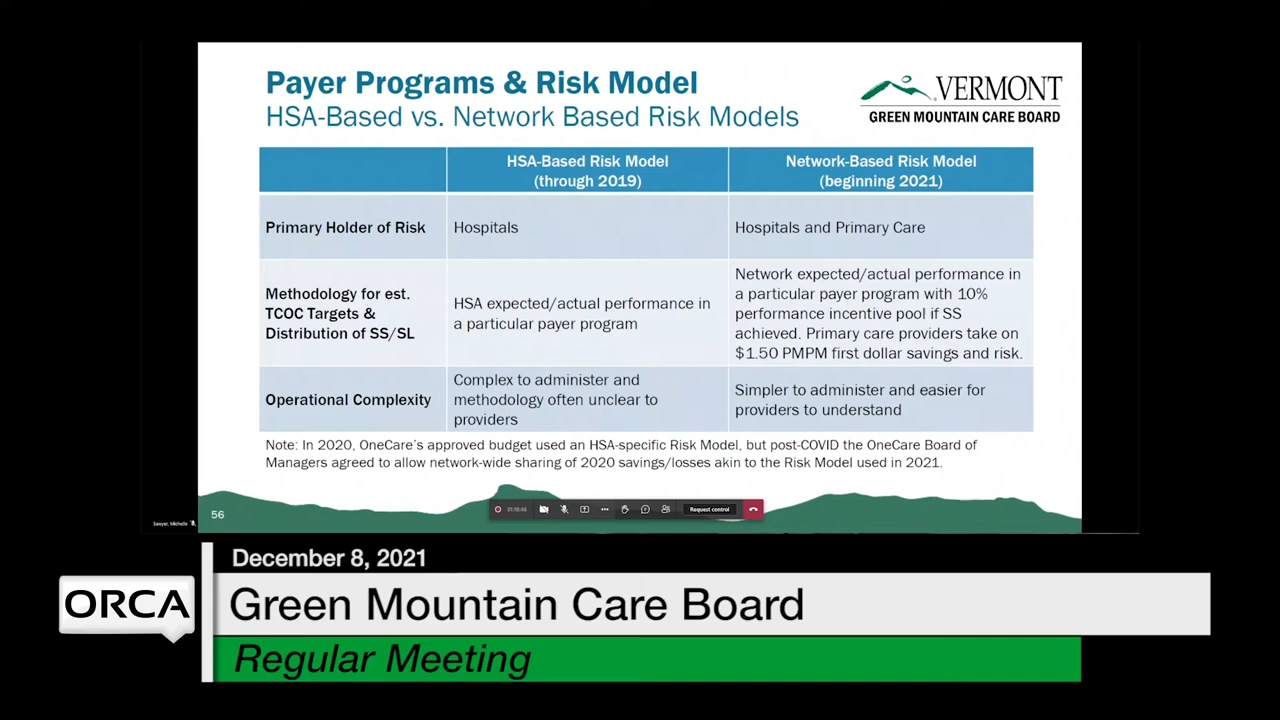 Payer Programs & Risk Model
HSA-Based vs. Network Based Risk Models
VERMONT
GREEN MOUNTAIN CARE BOARD
HSA-Based Risk Model
(through 2019)
Network-Based Risk Model
(beginning 2021)
Primary Holder of Risk
Hospitals
Hospitals and Primary Care
Methodology for est.
TCOC Targets &
Distribution of SS/SL
HSA expected/actual performance in
a particular payer program
Network expected/actual performance in
a particular payer program with 10%
performance incentive pool if SS
achieved. Primary care providers take on
$1.50 PMPM first dollar savings and risk.
Operational Complexity
Complex to administer and
methodology often unclear to
providers
Simpler to administer and easier for
providers to understand
Note: In 2020, OneCare's approved budget used an HSA-specific Risk Model, but post-COVID the OneCare Board of
Managers agreed to allow network-wide sharing of 2020 savings/losses akin to the Risk Model used in 2021.
56
Request control
Sawyer, Michelle
December 8, 2021
ORCA
Green Mountain Care Board
Regular Meeting